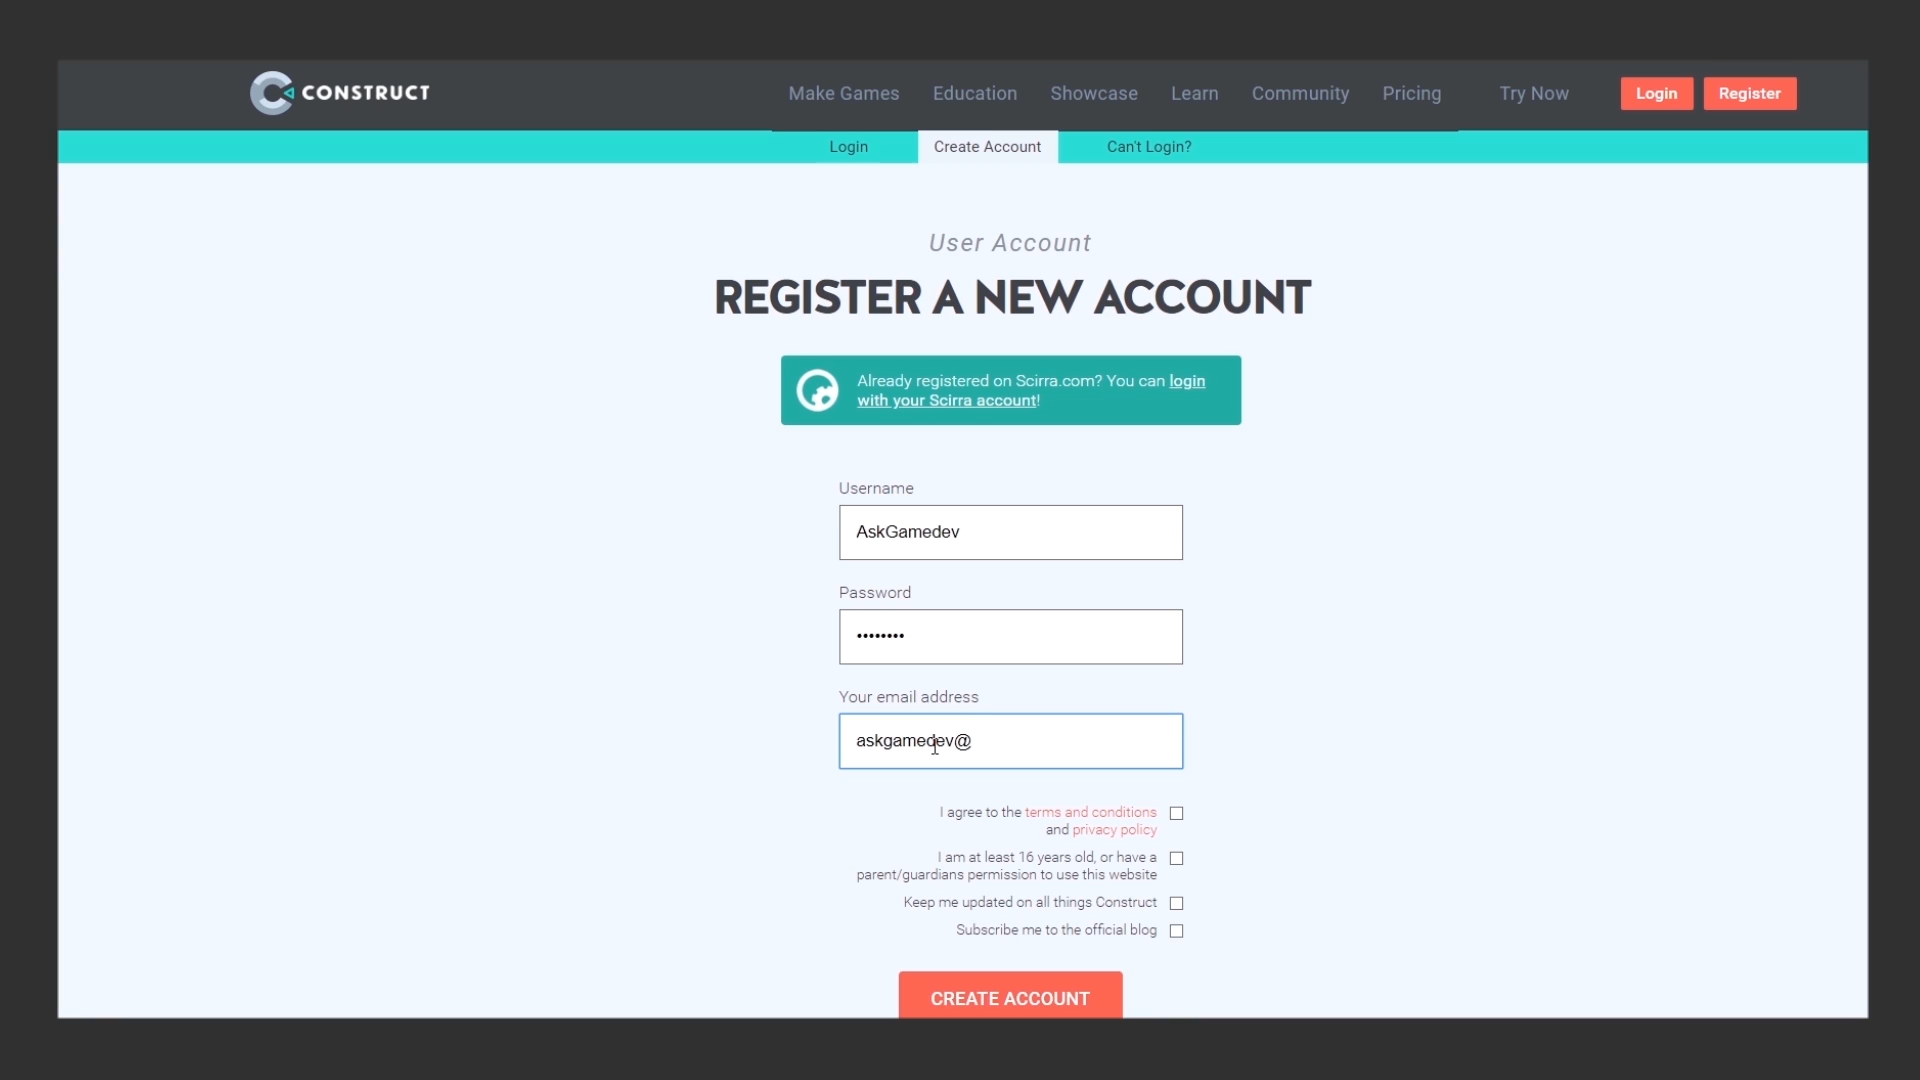 CONSTRUCT
Make Games Education Showcase Learn Community Pricing Try Now Login Register
Login Create Account Can't Login?
User Account
REGISTER A NEW ACCOUNT
Already registered on Scirra.com? You can login
with your Scirra account!
Username
AskGamedev
Password
••••••••
Your email address
askgamedev@
I agree to the terms and conditions
and privacy policy
I am at least 16 years old, or have a
parent/guardians permission to use this website
Keep me updated on all things Construct
Subscribe me to the official blog
CREATE ACCOUNT